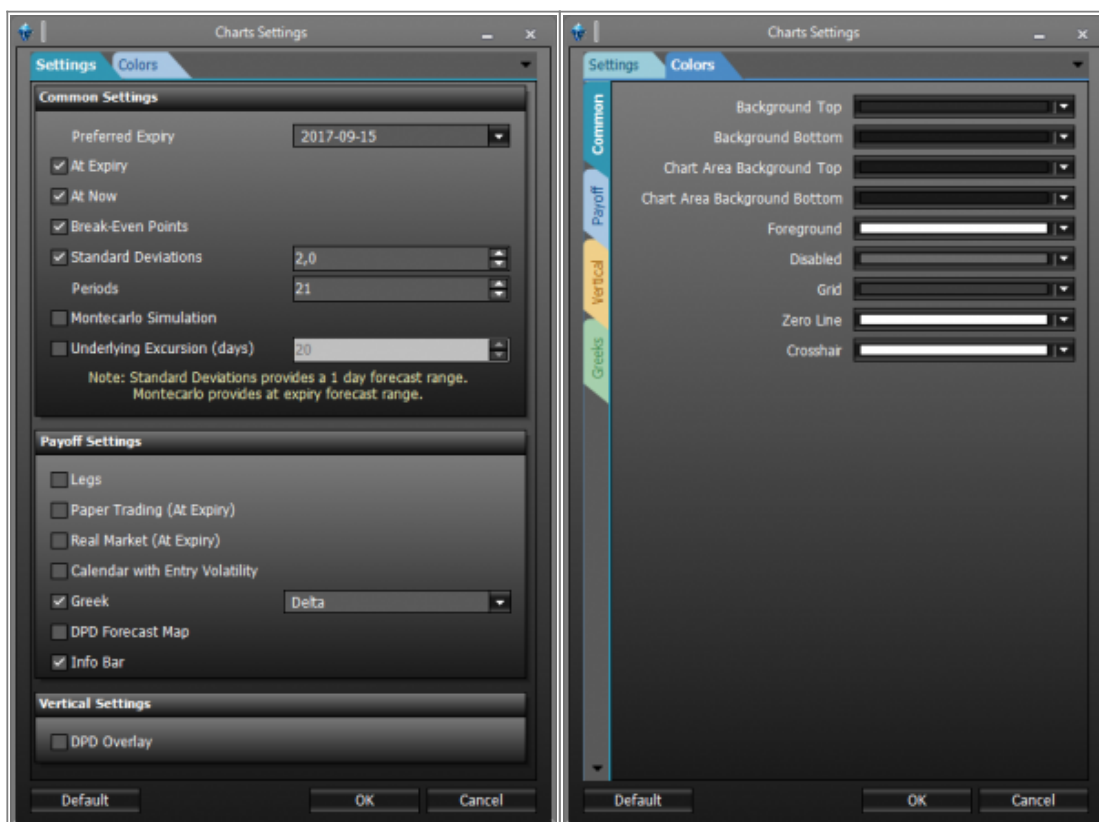 Charts Settings
Settings Colors
Common Settings
Preferred Expiry 2017-09-15
At Expiry
At Now
Break-Even Points
Standard Deviations 2,0
Periods 21
Montecarlo Simulation
Underlying Excursion (days) 20
Note: Standard Deviations provides a 1 day forecast range.
Montecarlo provides at expiry forecast range.
Payoff Settings
Legs
Paper Trading (At Expiry)
Real Market (At Expiry)
Calendar with Entry Volatility
Greek Delta
DPD Forecast Map
Info Bar
Vertical Settings
DPD Overlay
Default OK Cancel
Charts Settings
Settings Colors
Common
Payoff
Vertical
Greeks
Background Top
Background Bottom
Chart Area Background Top
Chart Area Background Bottom
Foreground
Disabled
Grid
Zero Line
Crosshair
Default OK Cancel